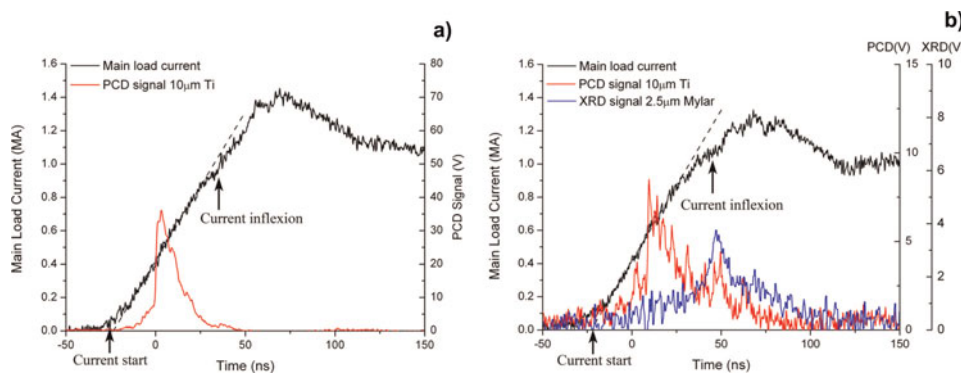 a)
Main load current
PCD signal 10μm Ti
Main Load Current (MA)
1.6
1.4
1.2
1.0
0.8
0.6
0.4
0.2
0.0
80
70
60
50
40
30
20
10
0
PCD Signal (V)
Current inflexion
-50
0
50
100
150
Current start
Time (ns)
b)
PCD(V) XRD(V
Main load current
PCD signal 10μm Ti
XRD signal 2.5μm Mylar
Main Load Current (MA)
1.6
1.4
1.2
1.0
0.8
0.6
0.4
0.2
0.0
15
10
5
0
10
8
6
4
2
0
Current inflexion
-50
0
50
100
150
Current start
Time (ns)